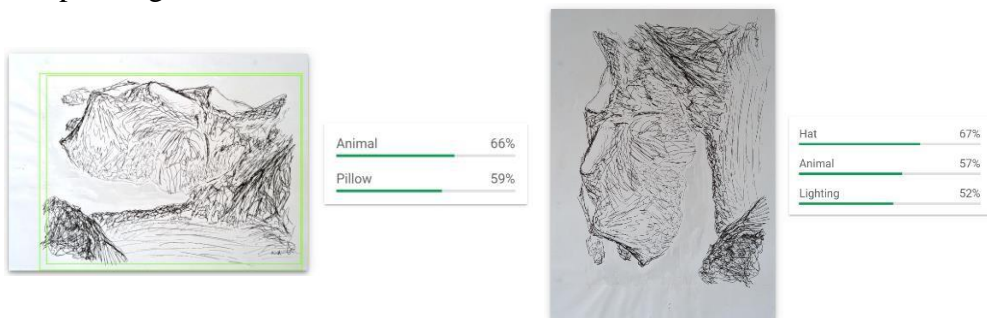 Animal 66%
Pillow 59%
Hat 67%
Animal 57%
Lighting 52%